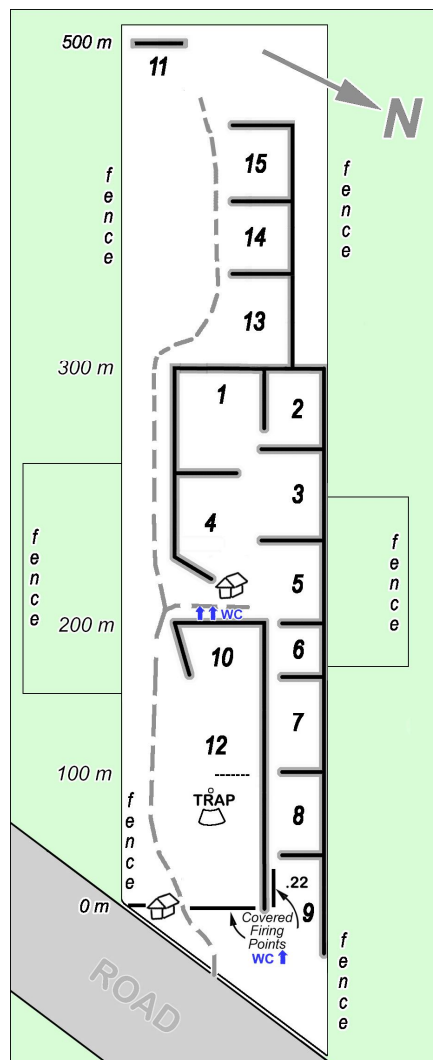 500 m
11
N
15
fence
fence
14
13
300 m
1
2
3
4
fence
fence
5
200 m
WC
6
10
7
12
100 m
TRAP
8
fence
.22
0 m
9
Covered
Firing
Points
WC
fence
ROAD